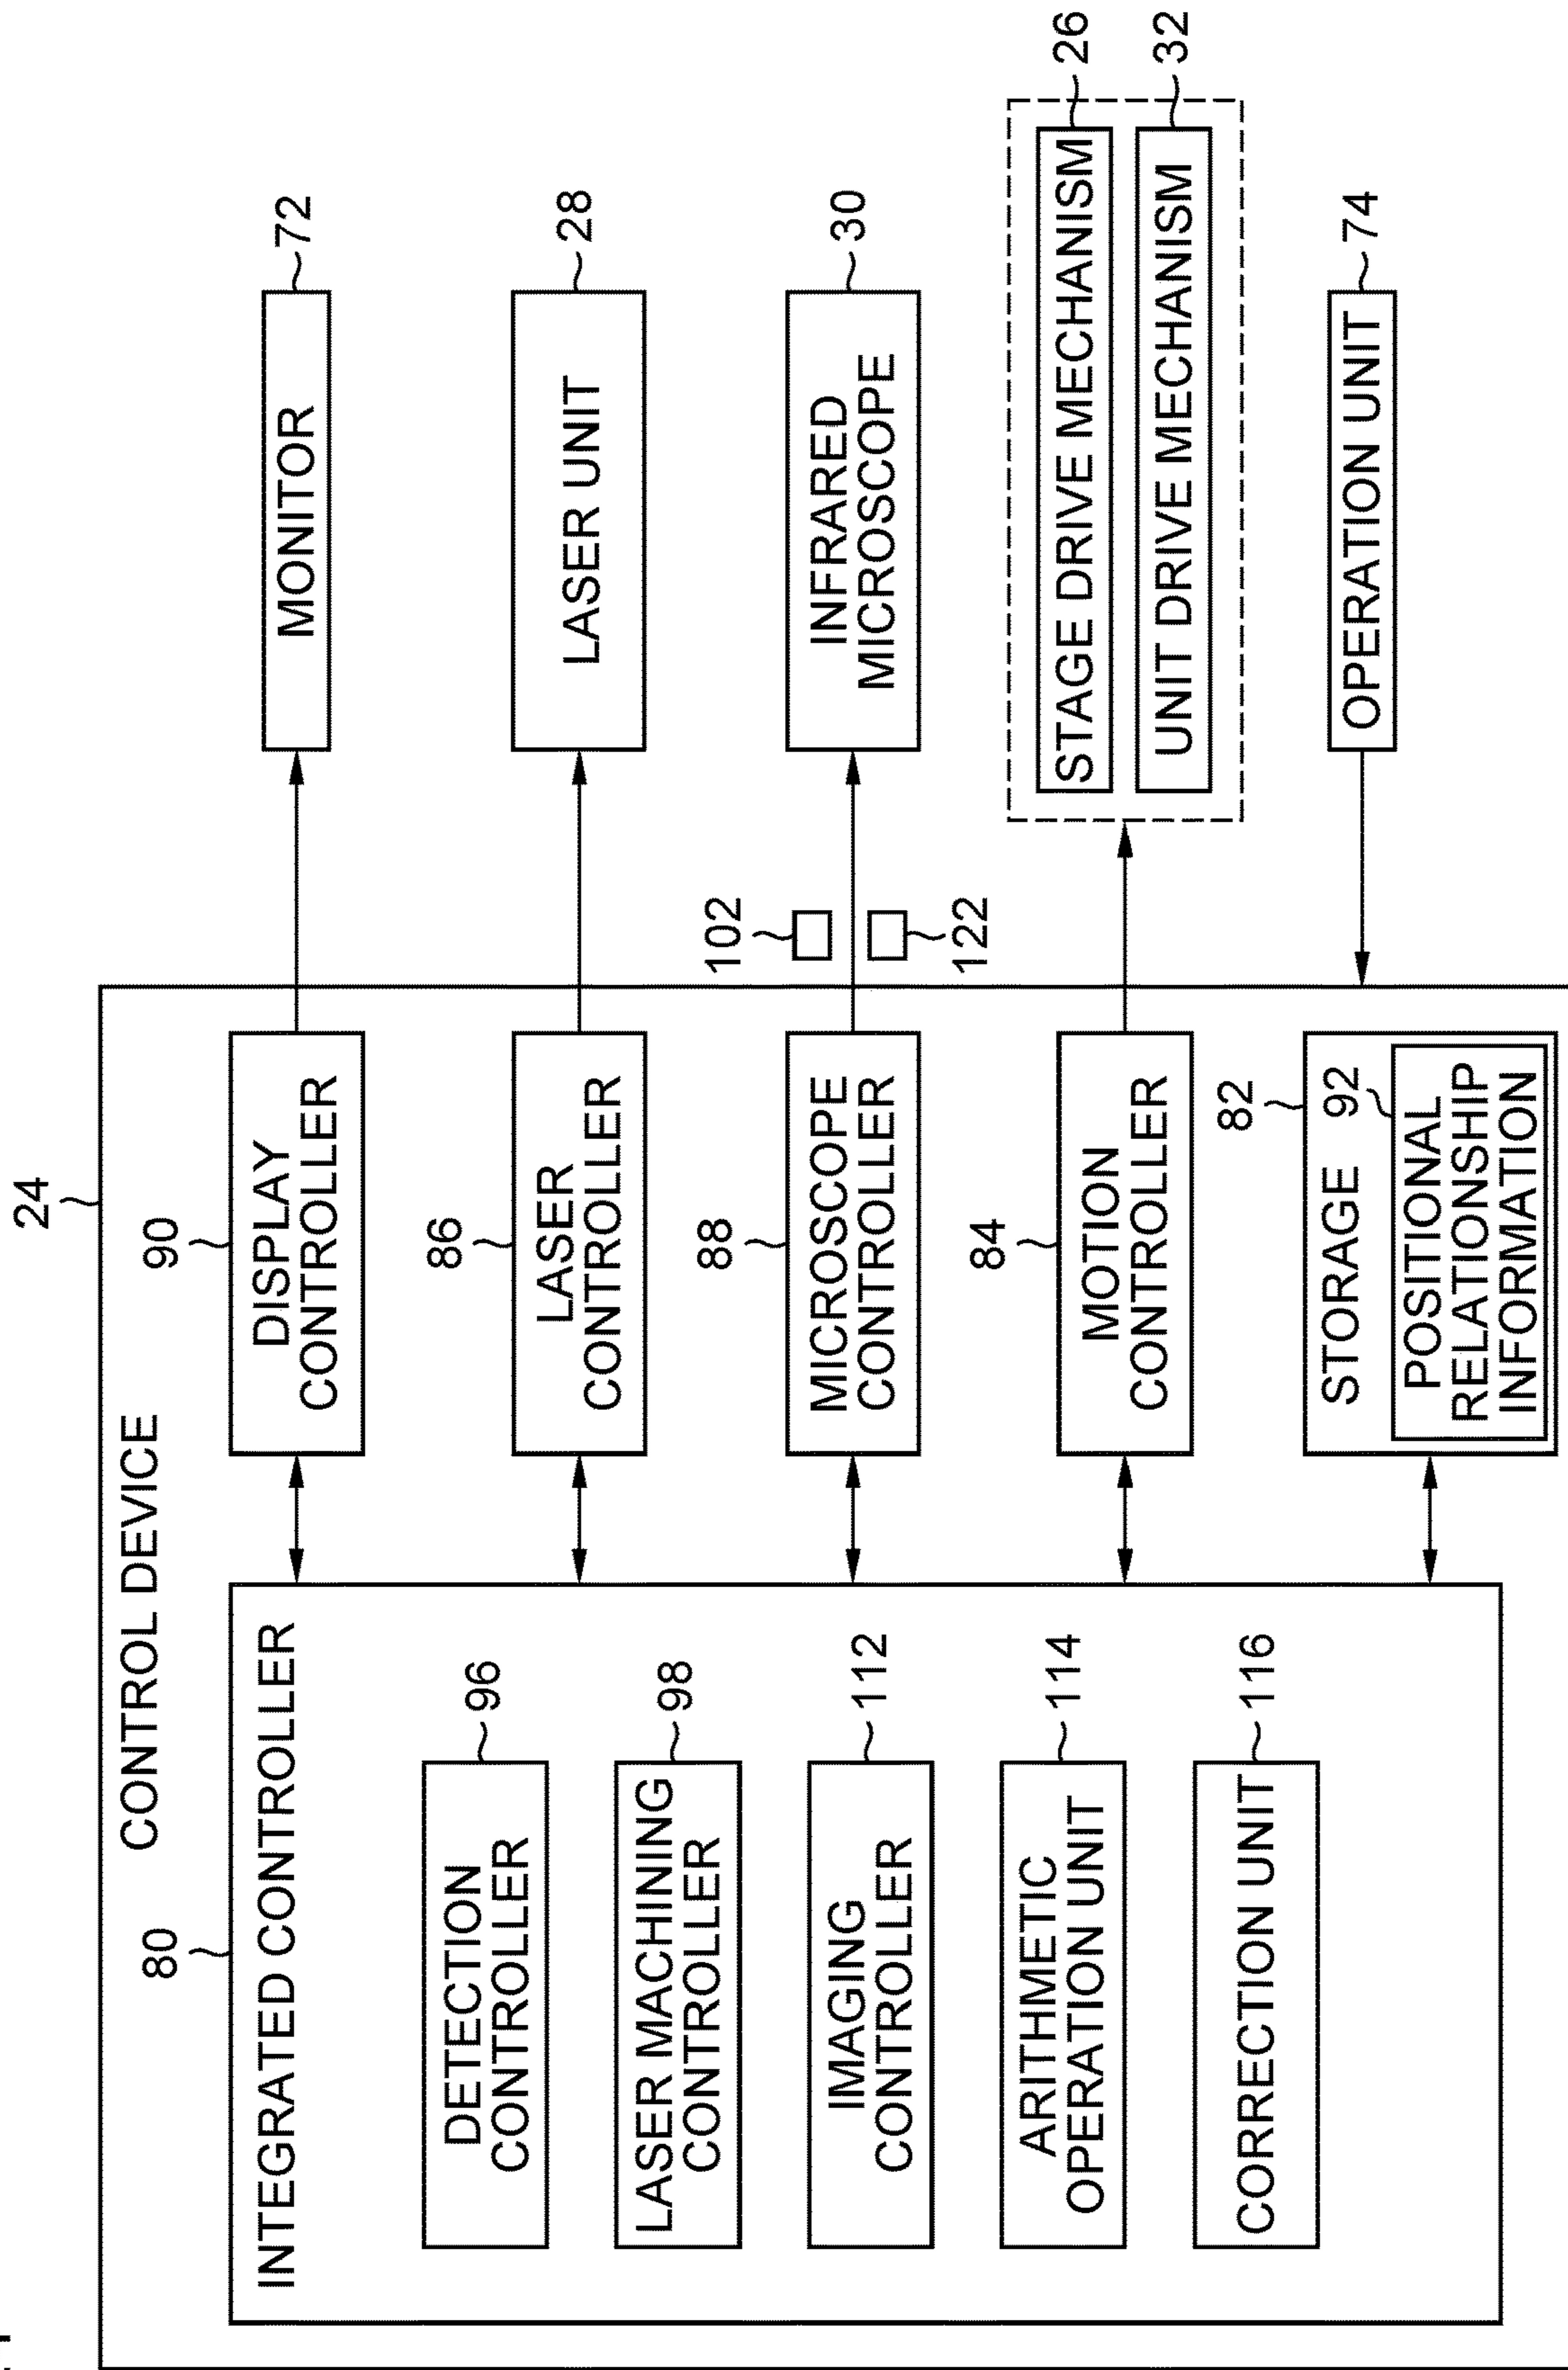 24
CONTROL DEVICE
80
INTEGRATED CONTROLLER
96
DETECTION
CONTROLLER
98
LASER MACHINING
CONTROLLER
112
IMAGING
CONTROLLER
114
ARITHMETIC
OPERATION UNIT
116
CORRECTION UNIT
90
DISPLAY
CONTROLLER
86
LASER
CONTROLLER
88
MICROSCOPE
CONTROLLER
84
MOTION
CONTROLLER
82
STORAGE
92
POSITIONAL
RELATIONSHIP
INFORMATION
102
122
72
MONITOR
28
LASER UNIT
30
INFRARED
MICROSCOPE
26
STAGE DRIVE MECHANISM
32
UNIT DRIVE MECHANISM
74
OPERATION UNIT